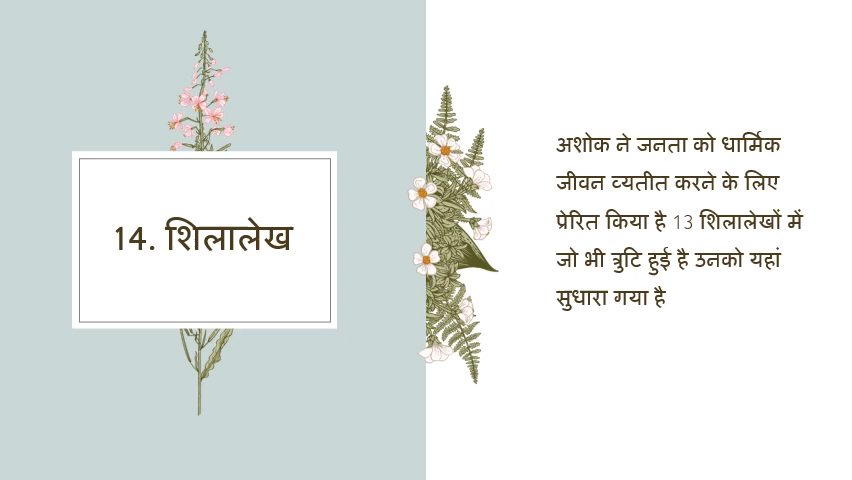 14. शिलालेख
अशोक ने जनता को धार्मिक
जीवन व्यतीत करने के लिए
प्रेरित किया है 13 शिलालेखों में
जो भी त्रुटि हुई है उनको यहां
सुधारा गया है